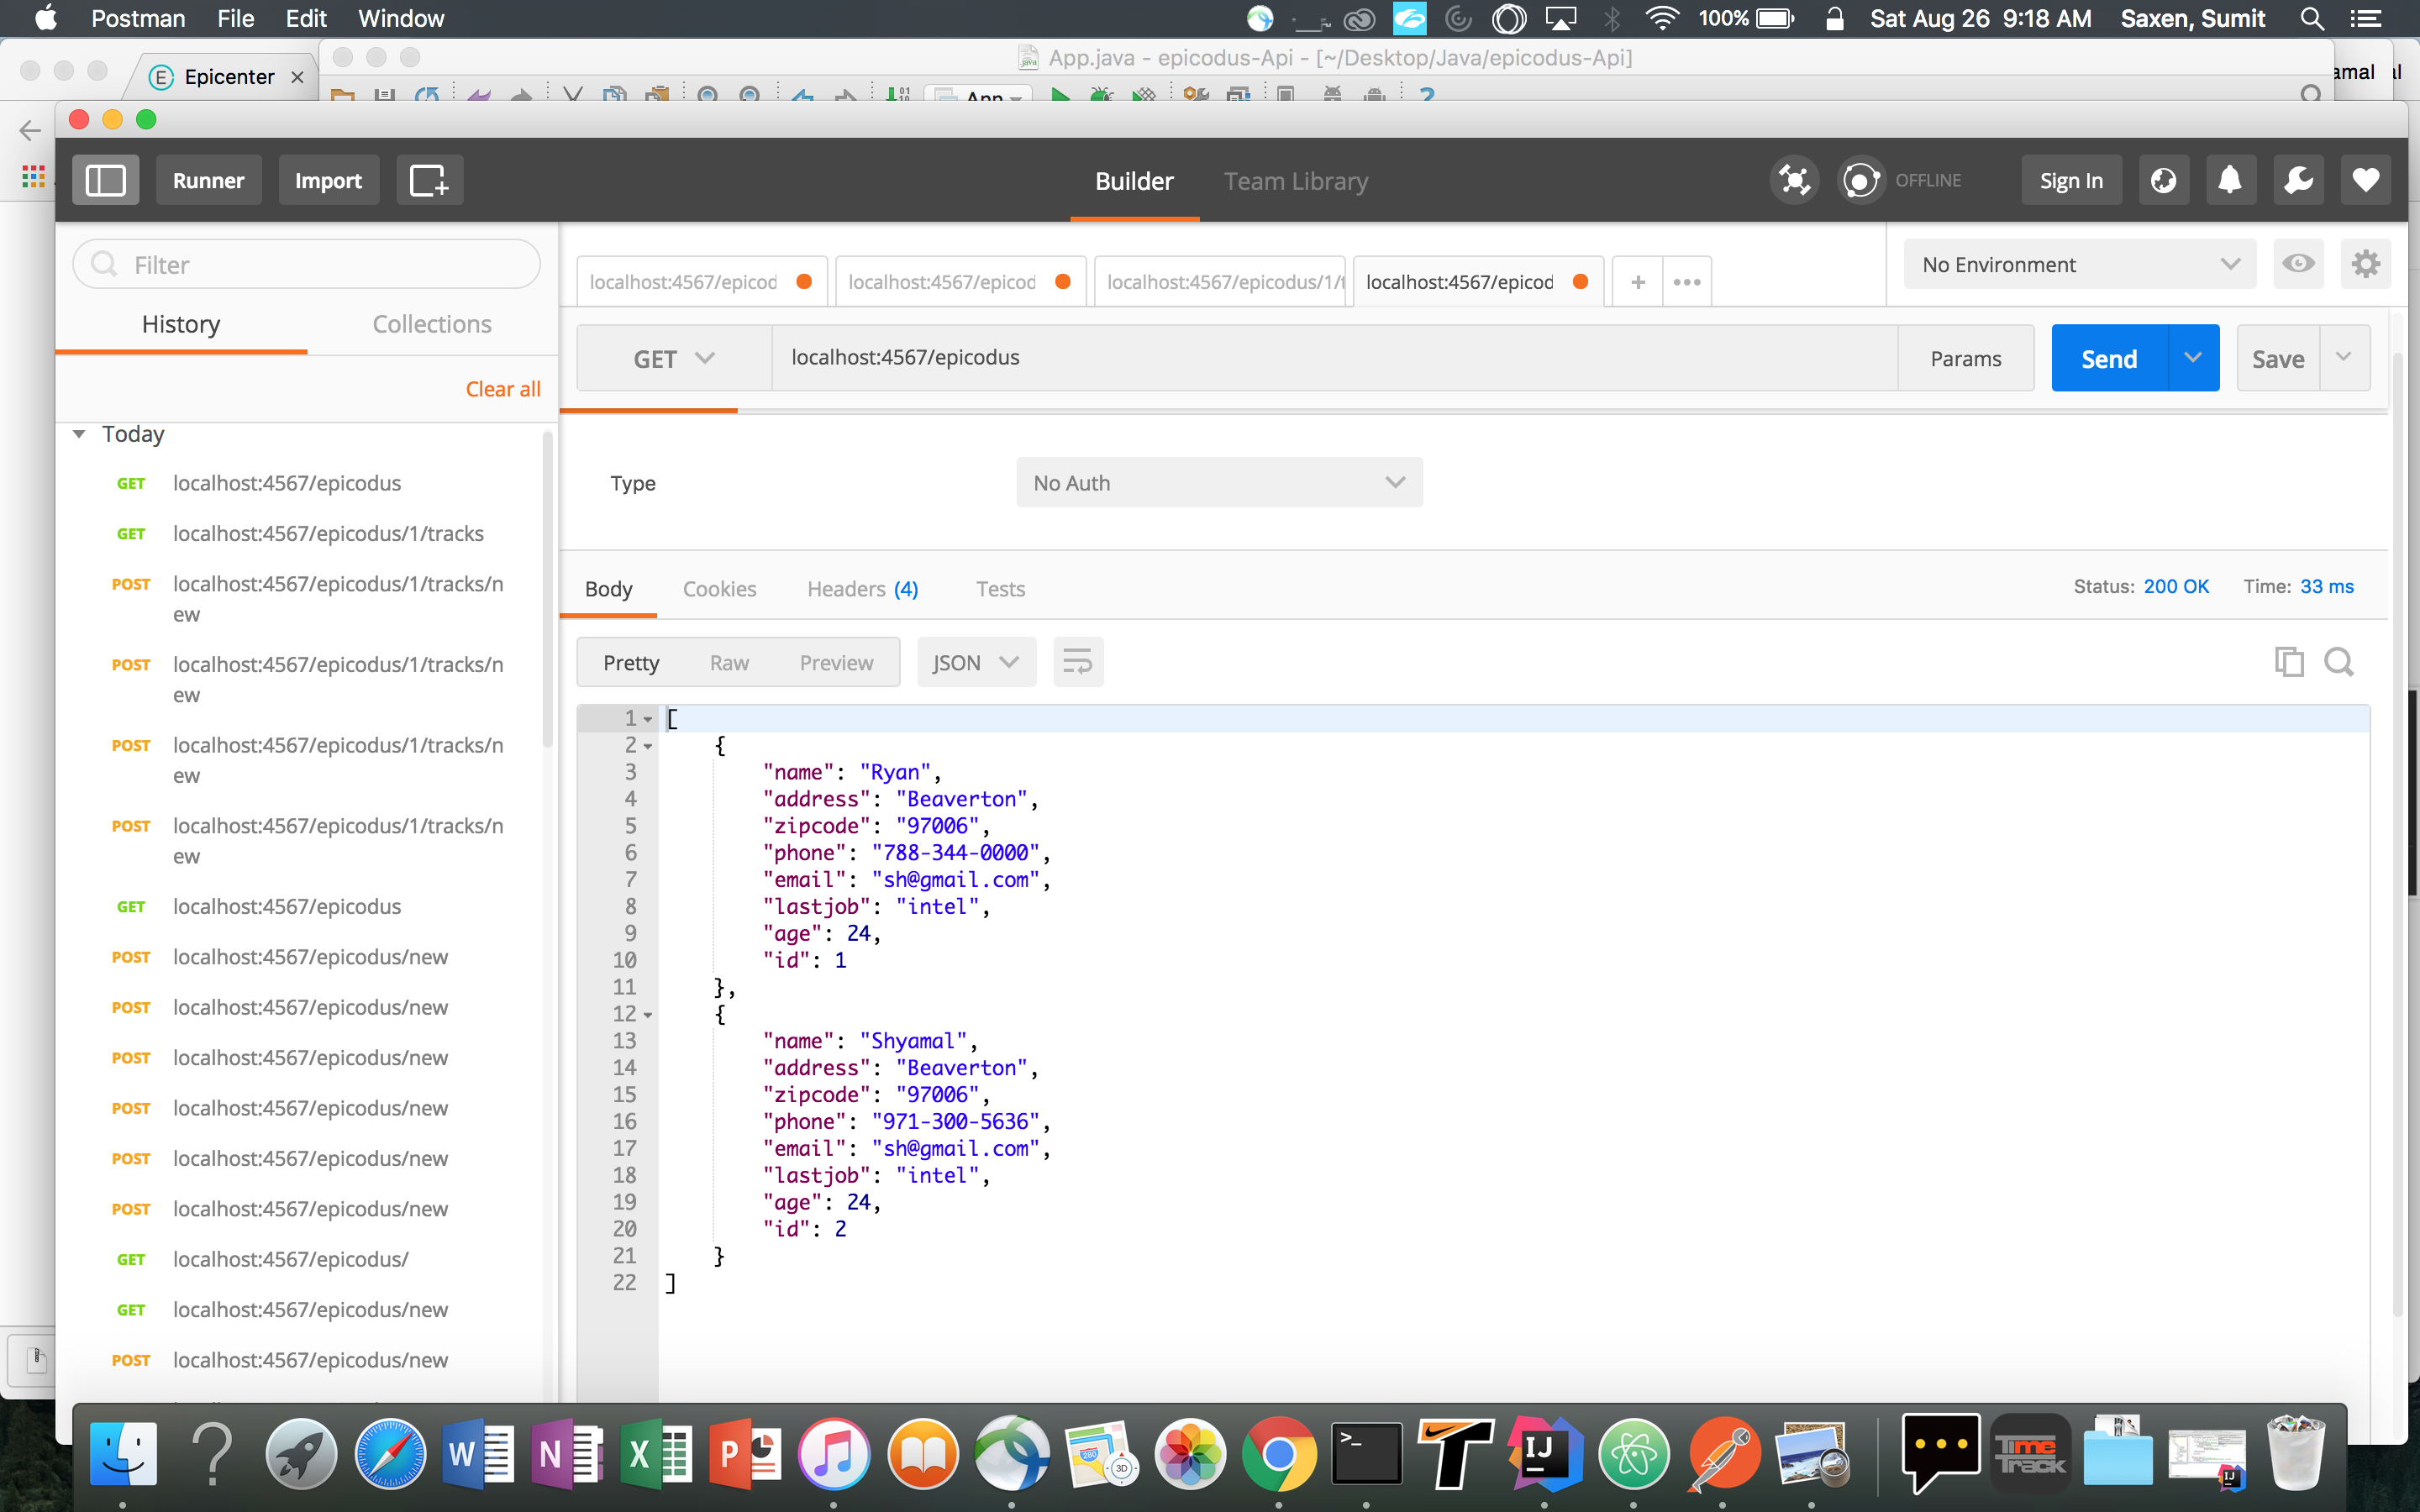 Postman File Edit Window 100% Sat Aug 26 9:18 AM Saxen, Sumit
Epicenter
App.java - epicodus-Api - [~/Desktop/Java/epicodus-Api]
amal
App
Runner Import Builder Team Library OFFLINE Sign In
Filter
localhost:4567/epicod localhost:4567/epicod localhost:4567/epicodus/1/t localhost:4567/epicod
No Environment
History Collections
GET localhost:4567/epicodus Params Send Save
Clear all
Today
Type No Auth
GET localhost:4567/epicodus
GET localhost:4567/epicodus/1/tracks
POST localhost:4567/epicodus/1/tracks/n
ew
POST localhost:4567/epicodus/1/tracks/n
ew
POST localhost:4567/epicodus/1/tracks/n
ew
POST localhost:4567/epicodus/1/tracks/n
ew
GET localhost:4567/epicodus
POST localhost:4567/epicodus/new
POST localhost:4567/epicodus/new
POST localhost:4567/epicodus/new
POST localhost:4567/epicodus/new
POST localhost:4567/epicodus/new
POST localhost:4567/epicodus/new
GET localhost:4567/epicodus/
GET localhost:4567/epicodus/new
POST localhost:4567/epicodus/new
Body Cookies Headers (4) Tests Status: 200 OK Time: 33 ms
Pretty Raw Preview JSON
1 [
2 {
3 "name": "Ryan",
4 "address": "Beaverton",
5 "zipcode": "97006",
6 "phone": "788-344-0000",
7 "email": "sh@gmail.com",
8 "lastjob": "intel",
9 "age": 24,
10 "id": 1
11 },
12 {
13 "name": "Shyamal",
14 "address": "Beaverton",
15 "zipcode": "97006",
16 "phone": "971-300-5636",
17 "email": "sh@gmail.com",
18 "lastjob": "intel",
19 "age": 24,
20 "id": 2
21 }
22 ]
W N X P 3D >_ T IJ Time Track IJ